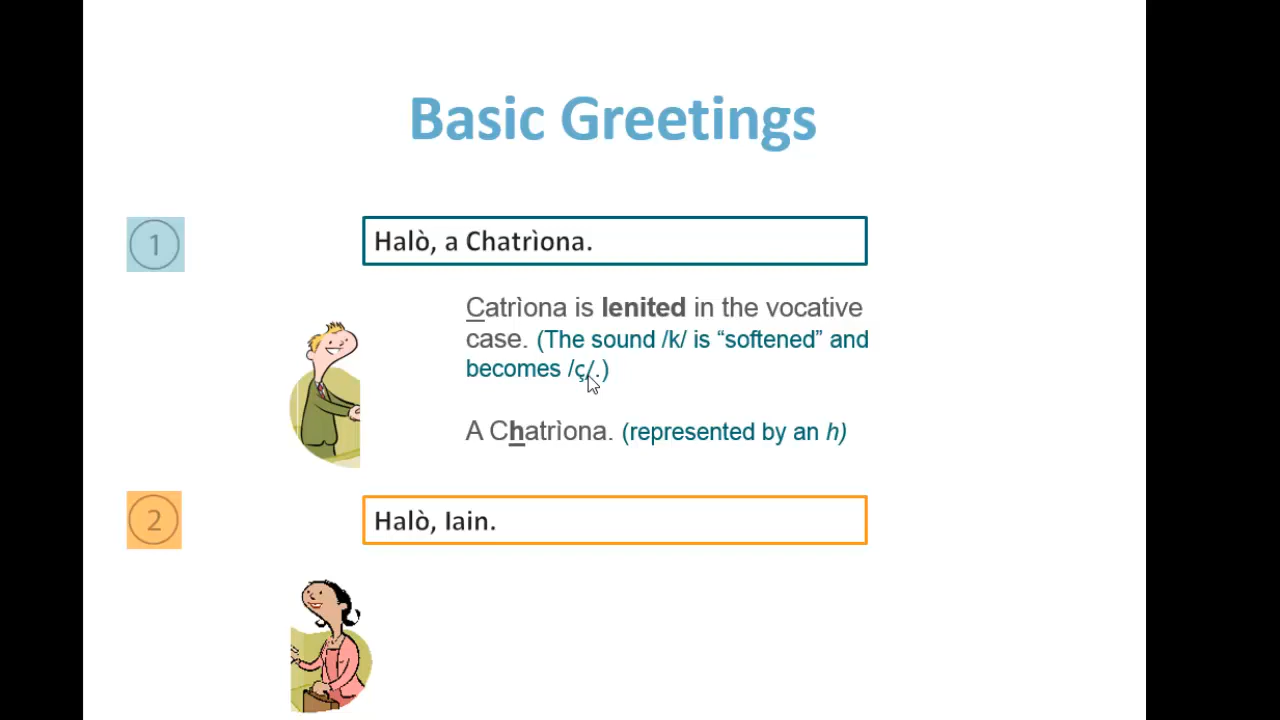 Basic Greetings
1
Halò, a Chatrìona.
Catrìona is lenited in the vocative
case. (The sound /k/ is “softened” and
becomes /ç/.)
A Chatrìona. (represented by an h)
2
Halò, Iain.